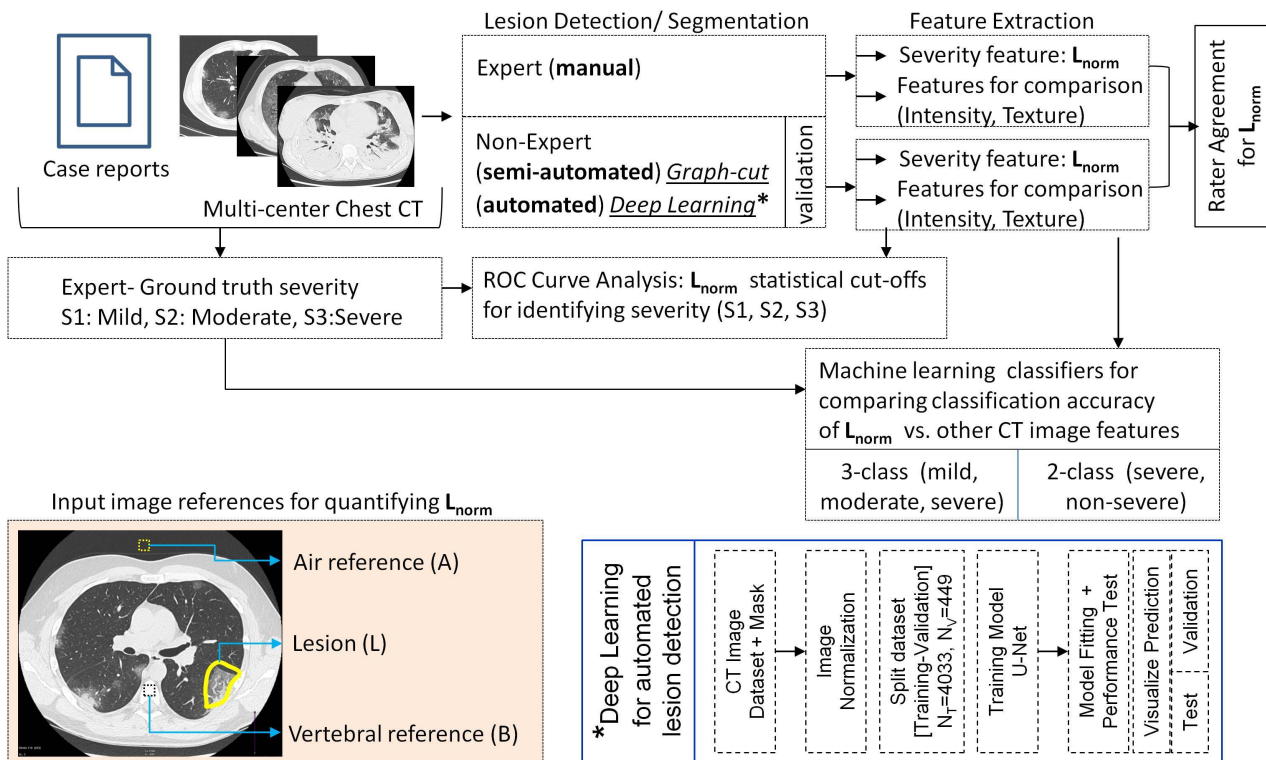 Lesion Detection/ Segmentation
Feature Extraction
Case reports
Multi-center Chest CT
Expert (manual)
Non-Expert
(semi-automated) Graph-cut
(automated) Deep Learning*
validation
Severity feature: Lnorm
Features for comparison
(Intensity, Texture)
Severity feature: Lnorm
Features for comparison
(Intensity, Texture)
Rater Agreement
for Lnorm
Expert- Ground truth severity
S1: Mild, S2: Moderate, S3:Severe
ROC Curve Analysis: Lnorm statistical cut-offs
for identifying severity (S1, S2, S3)
Machine learning classifiers for
comparing classification accuracy
of Lnorm vs. other CT image features
3-class (mild,
moderate, severe)
2-class (severe,
non-severe)
Input image references for quantifying Lnorm
Air reference (A)
Lesion (L)
Vertebral reference (B)
*Deep Learning
for automated
lesion detection
CT Image
Dataset + Mask
Image
Normalization
Split dataset
[Training-Validation]
NT=4033, NV=449
Training Model
U-Net
Model Fitting +
Performance Test
Visualize Prediction
Validation
Test